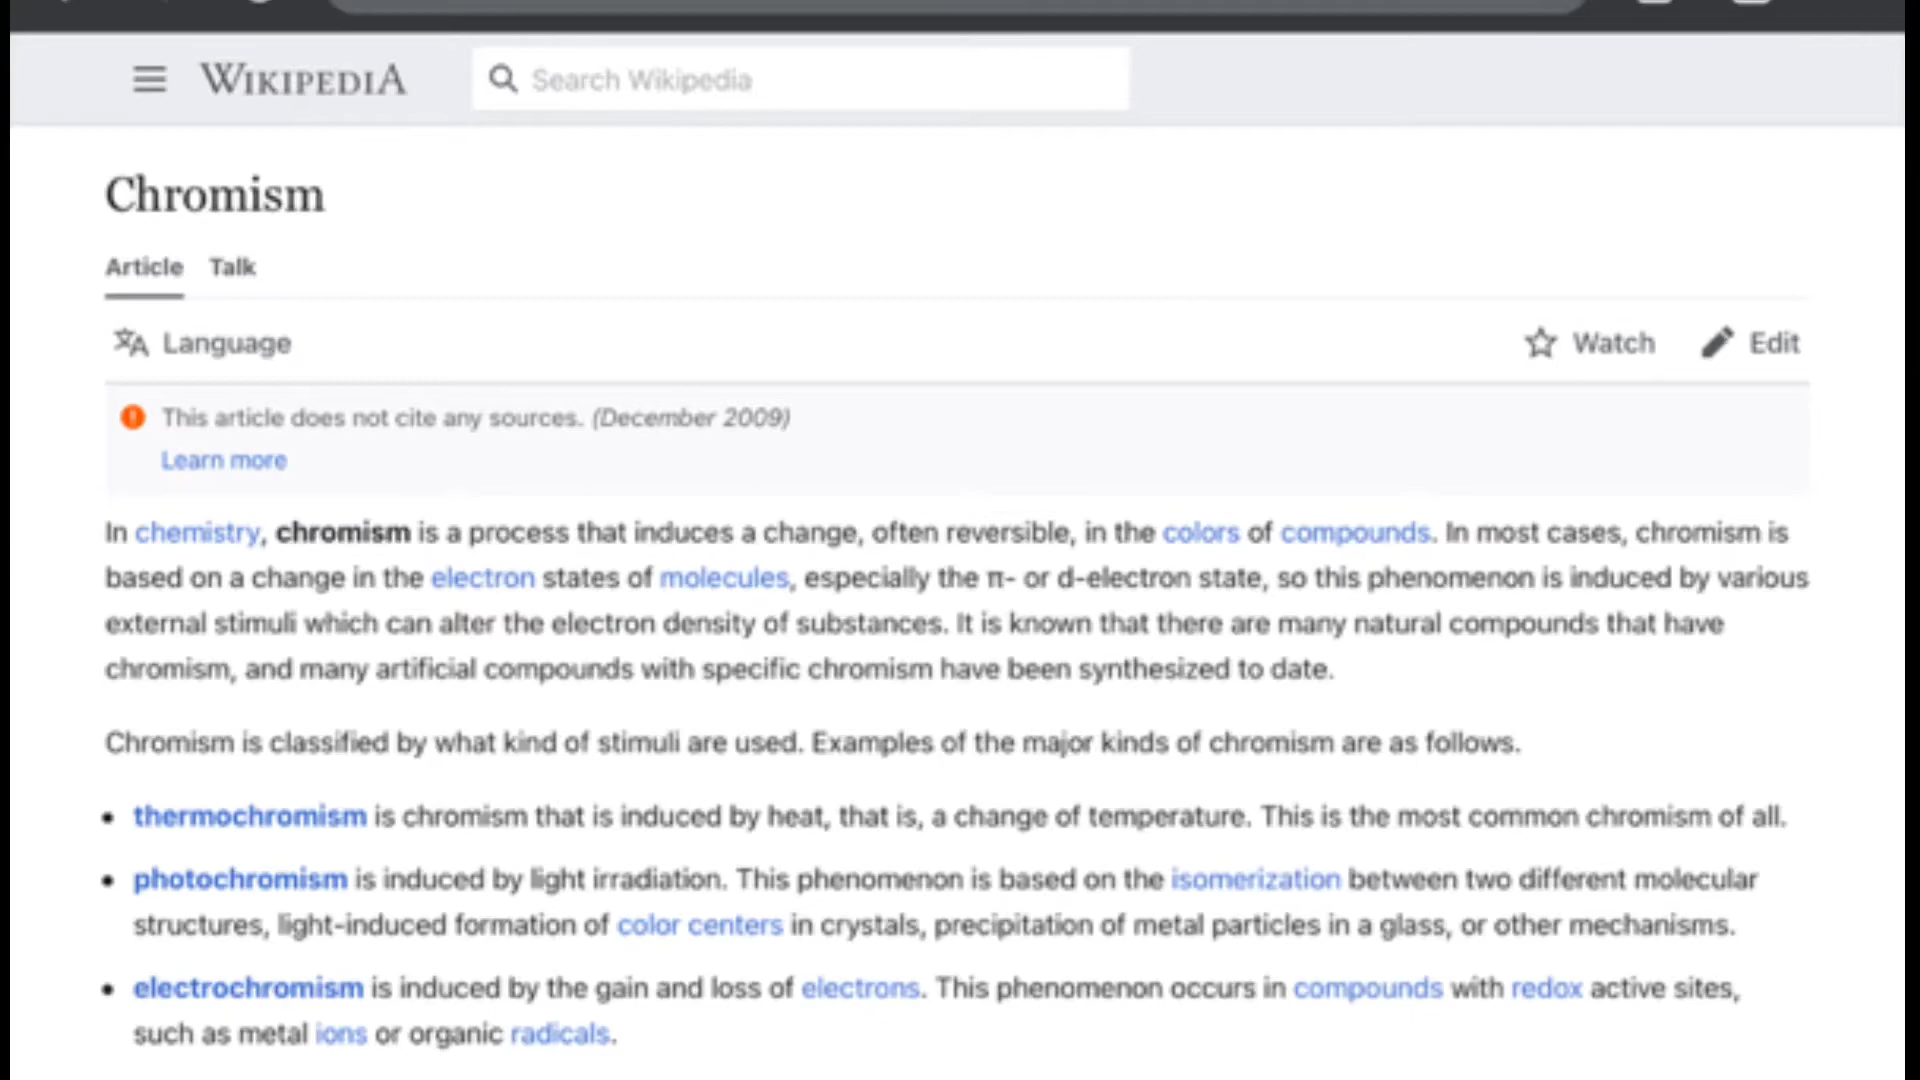 WIKIPEDIA
Search Wikipedia
Chromism
Article Talk
Language
Watch Edit
This article does not cite any sources. (December 2009)
Learn more
In chemistry, chromism is a process that induces a change, often reversible, in the colors of compounds. In most cases, chromism is
based on a change in the electron states of molecules, especially the π- or d-electron state, so this phenomenon is induced by various
external stimuli which can alter the electron density of substances. It is known that there are many natural compounds that have
chromism, and many artificial compounds with specific chromism have been synthesized to date.
Chromism is classified by what kind of stimuli are used. Examples of the major kinds of chromism are as follows.
• thermochromism is chromism that is induced by heat, that is, a change of temperature. This is the most common chromism of all.
• photochromism is induced by light irradiation. This phenomenon is based on the isomerization between two different molecular
structures, light-induced formation of color centers in crystals, precipitation of metal particles in a glass, or other mechanisms.
• electrochromism is induced by the gain and loss of electrons. This phenomenon occurs in compounds with redox active sites,
such as metal ions or organic radicals.